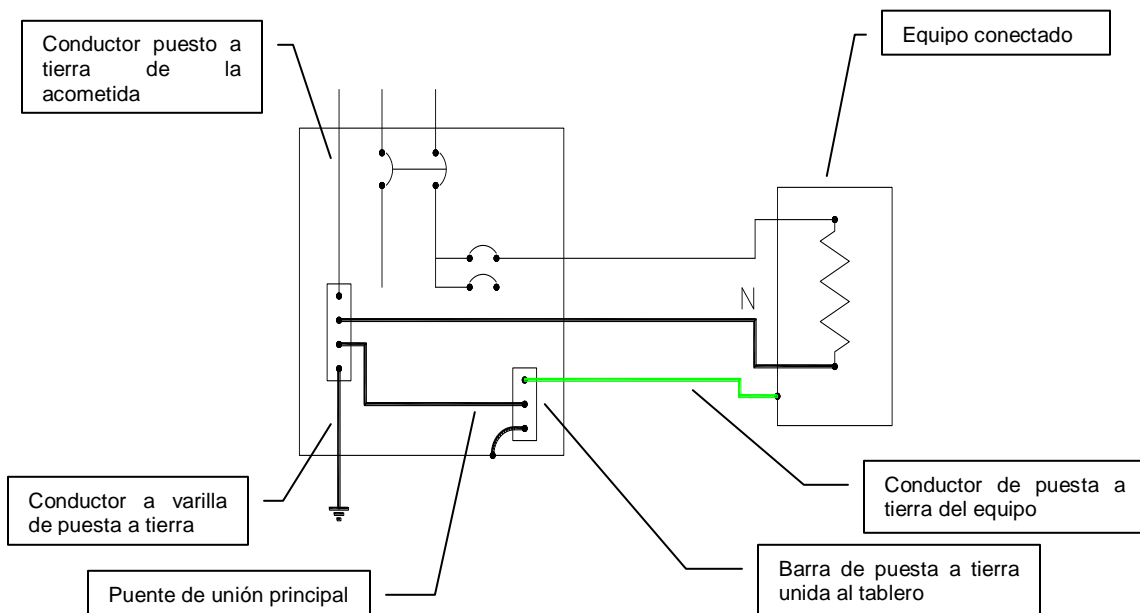 Conductor puesto a
tierra de la
acometida
Equipo conectado
N
Conductor a varilla
de puesta a tierra
Conductor de puesta a
tierra del equipo
Puente de unión principal
Barra de puesta a tierra
unida al tablero